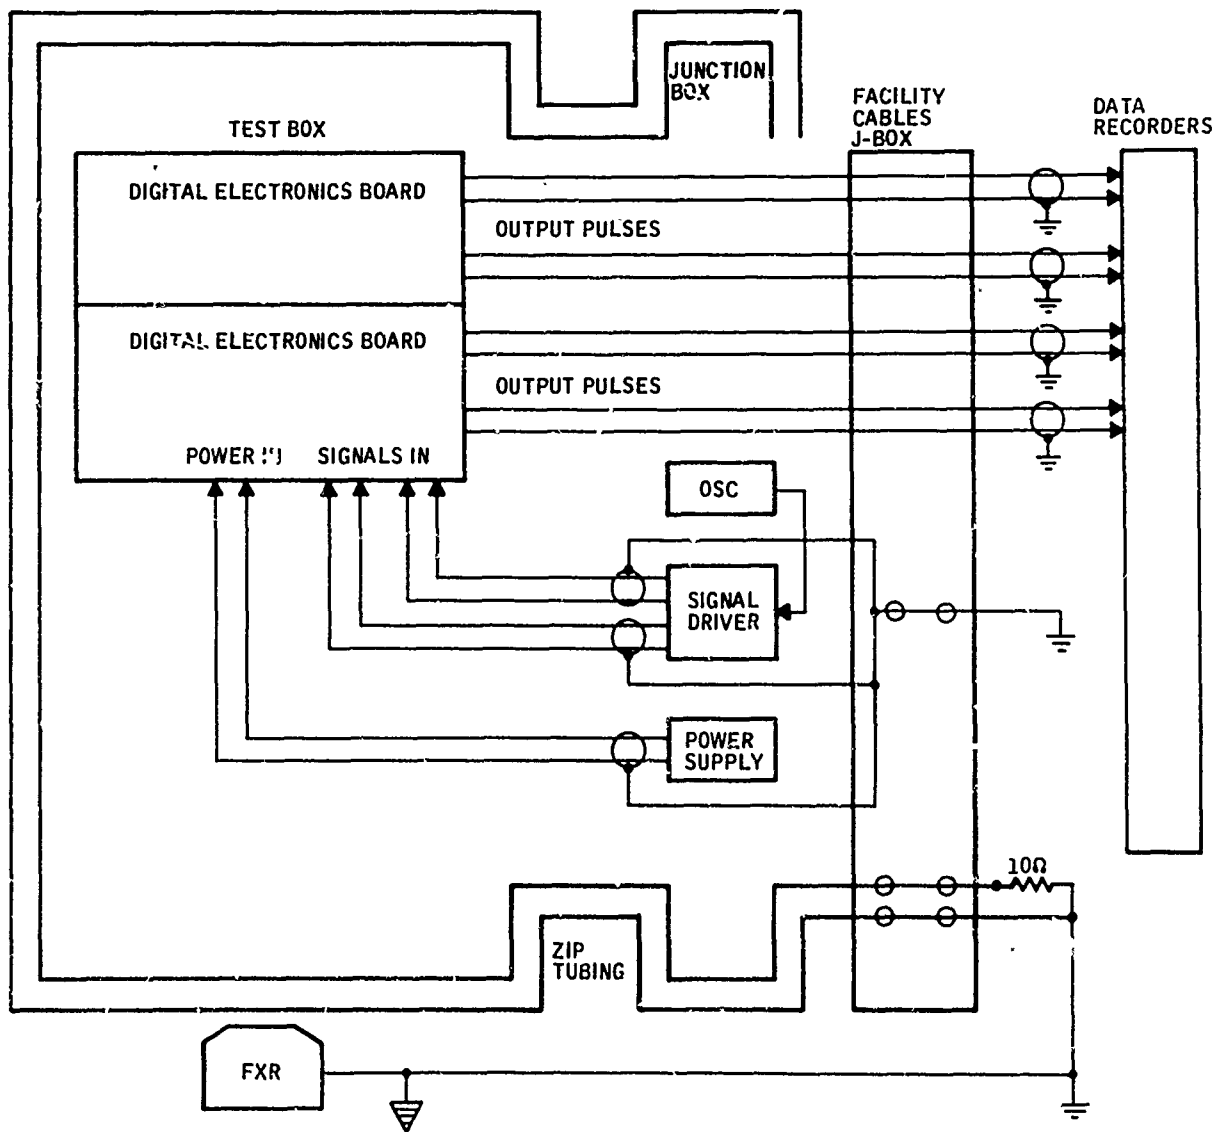 JUNCTION
BOX
FACILITY
CABLES
J-BOX
DATA
RECORDERS
TEST BOX
DIGITAL ELECTRONICS BOARD
OUTPUT PULSES
DIGITAL ELECTRONICS BOARD
OUTPUT PULSES
POWER IN
SIGNALS IN
OSC
SIGNAL
DRIVER
POWER
SUPPLY
10Ω
ZIP
TUBING
FXR